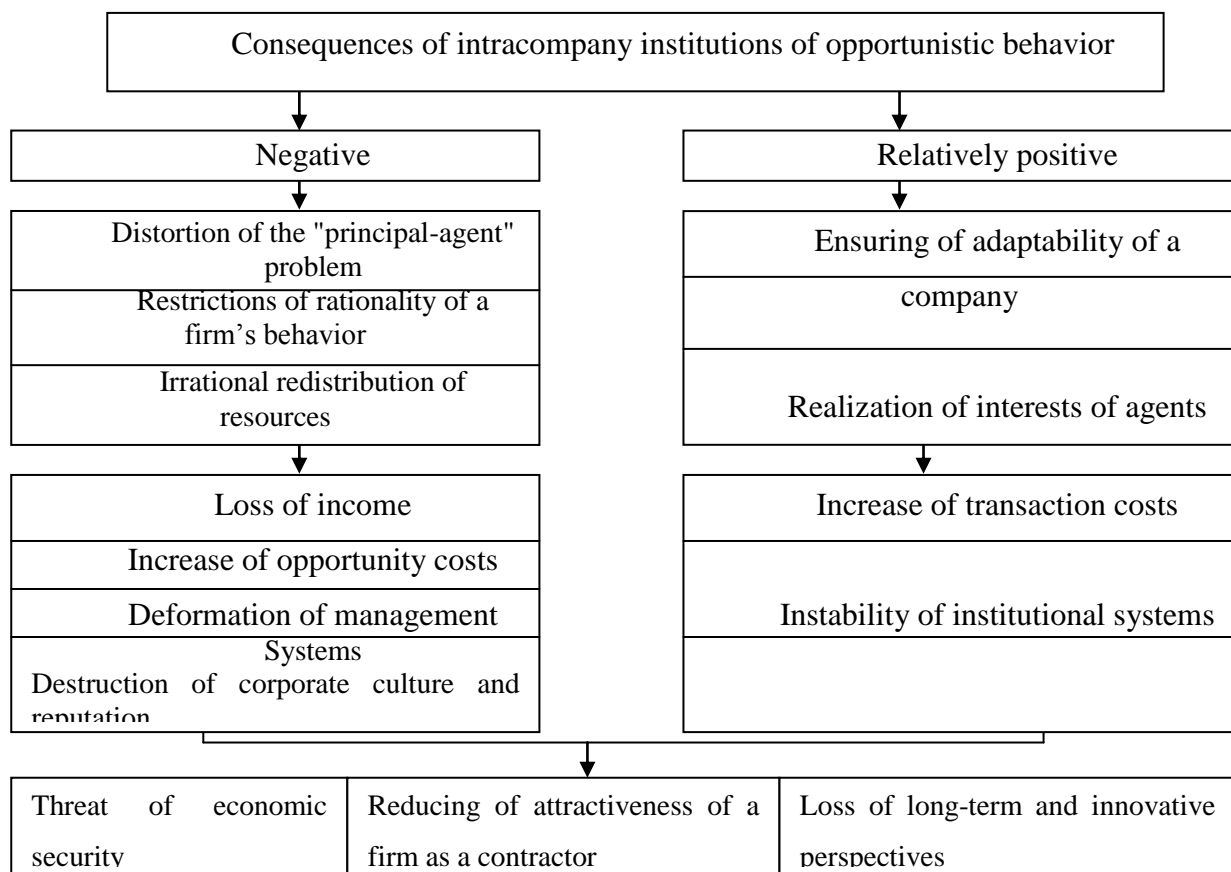 Consequences of intracompany institutions of opportunistic behavior
Negative
Relatively positive
Distortion of the "principal-agent"
problem
Restrictions of rationality of a
firm’s behavior
Irrational redistribution of
resources
Ensuring of adaptability of a
company
Realization of interests of agents
Loss of income
Increase of opportunity costs
Deformation of management
Systems
Destruction of corporate culture and
reputation
Increase of transaction costs
Instability of institutional systems
Threat of economic
security
Reducing of attractiveness of a
firm as a contractor
Loss of long-term and innovative
perspectives